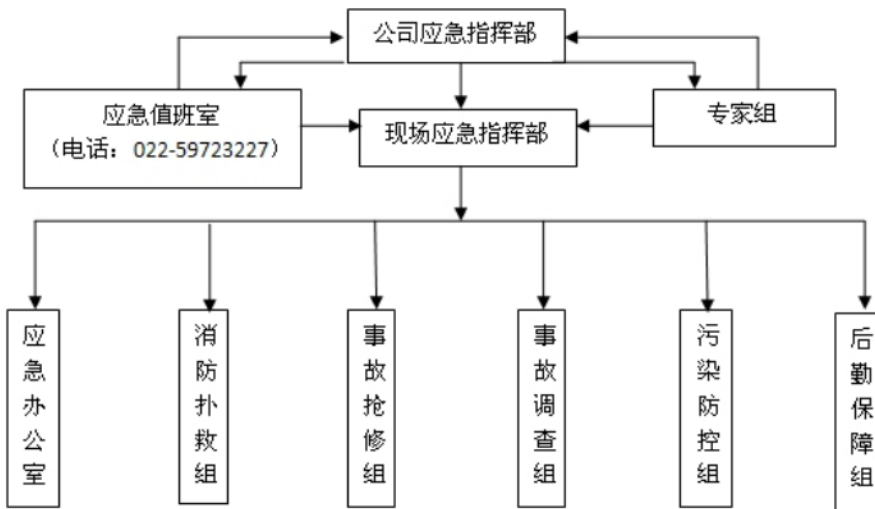 公司应急指挥部
应急值班室
（电话：022-59723227）
现场应急指挥部
专家组
应急办公室
消防扑救组
事故抢修组
事故调查组
污染防控组
后勤保障组